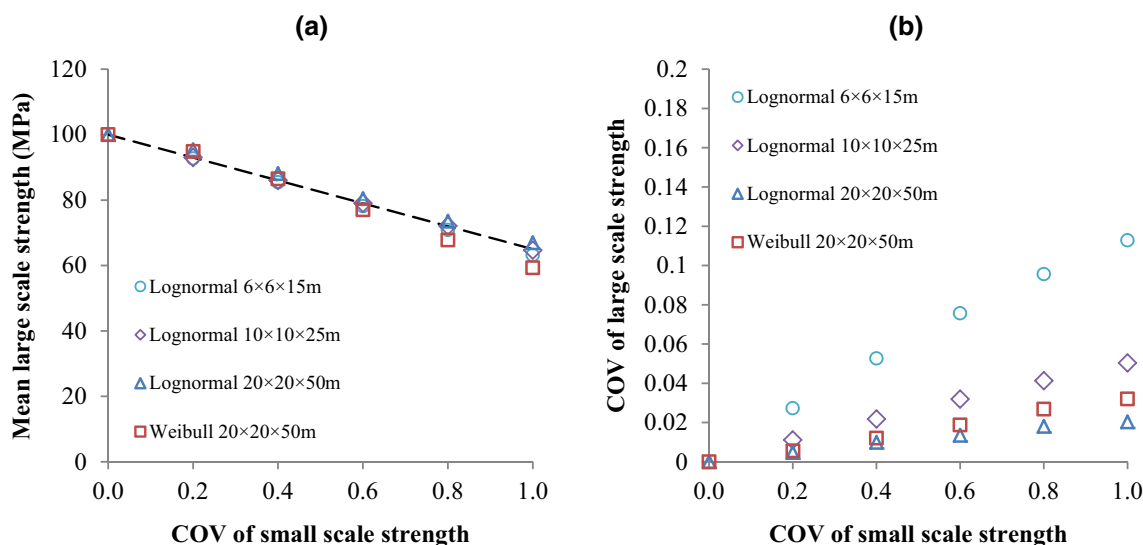 (a)
Mean large scale strength (MPa)
120
100
80
60
40
20
0
Lognormal 6×6×15m
Lognormal 10×10×25m
Lognormal 20×20×50m
Weibull 20×20×50m
0.0 0.2 0.4 0.6 0.8 1.0
COV of small scale strength
(b)
COV of large scale strength
0.2
0.18
0.16
0.14
0.12
0.1
0.08
0.06
0.04
0.02
0
Lognormal 6×6×15m
Lognormal 10×10×25m
Lognormal 20×20×50m
Weibull 20×20×50m
0.0 0.2 0.4 0.6 0.8 1.0
COV of small scale strength